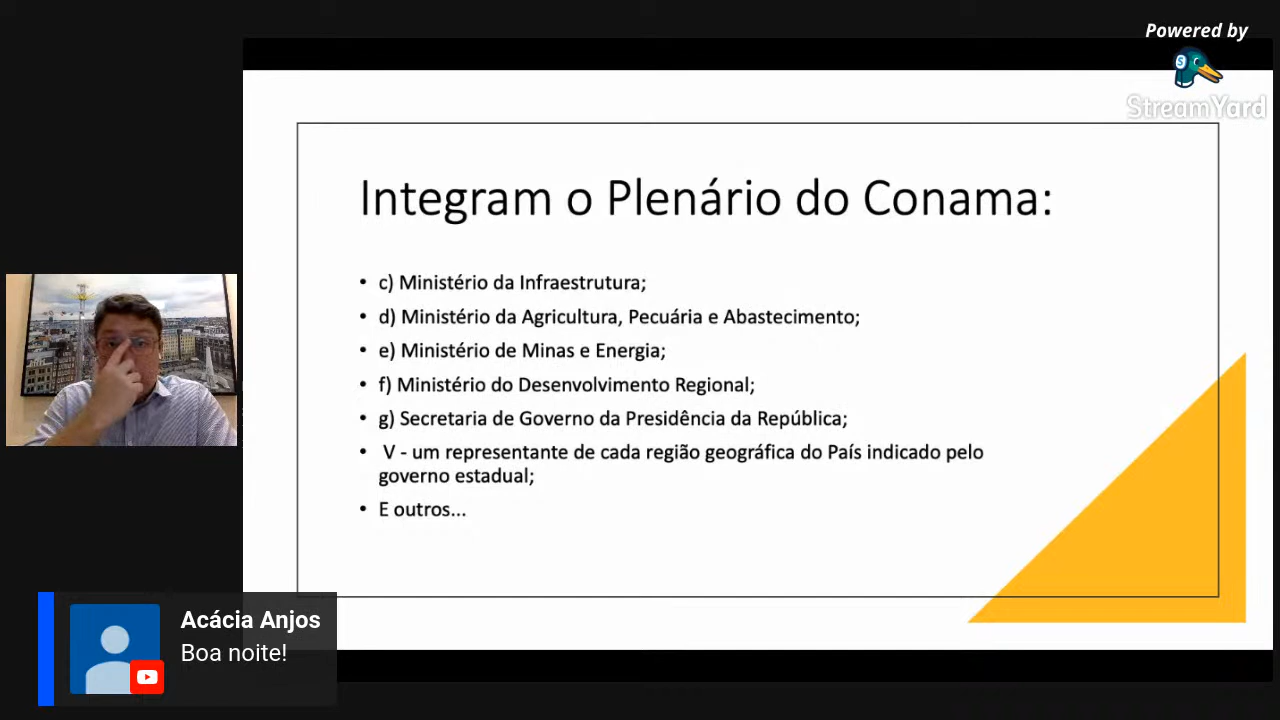 Powered by
StreamYard
Integram o Plenário do Conama:
• c) Ministério da Infraestrutura;
• d) Ministério da Agricultura, Pecuária e Abastecimento;
• e) Ministério de Minas e Energia;
• f) Ministério do Desenvolvimento Regional;
• g) Secretaria de Governo da Presidência da República;
• V - um representante de cada região geográfica do País indicado pelo
governo estadual;
• E outros...
Acácia Anjos
Boa noite!